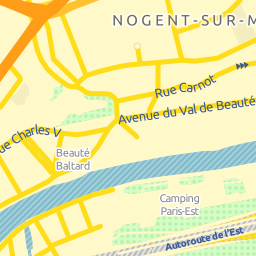 NOGENT-SUR-M
Rue Carnot
Avenue du Val de Beauté
ue Charles V
Beauté
Baltard
Camping
Paris-Est
Autoroute de l'Est